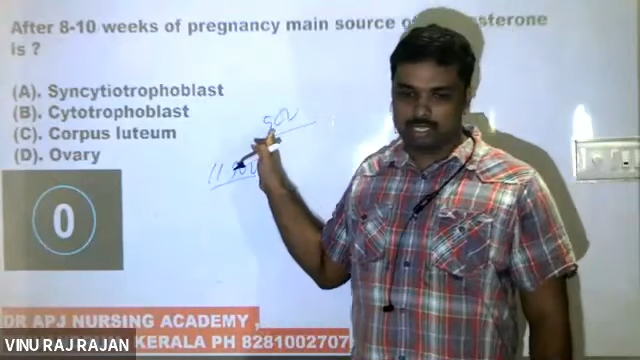 After 8-10 weeks of pregnancy main source
is ?
(A). Syncytiotrophoblast
(B). Cytotrophoblast
(C). Corpus luteum
(D). Ovary
0
DR APJ NURSING ACADEMY ,
KERALA PH 8281002707
VINU RAJ RAJAN